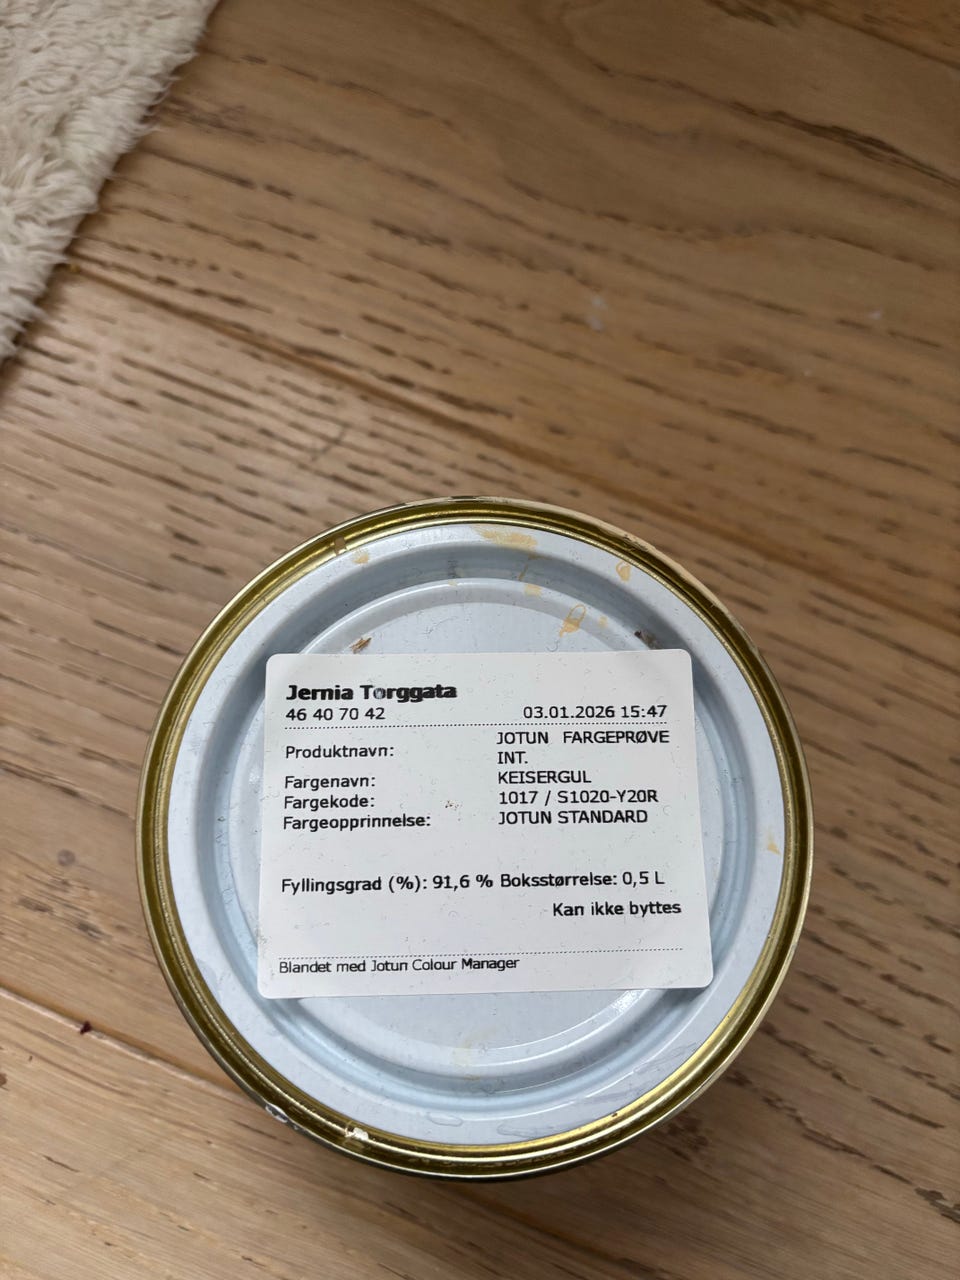 Jernia Torggata
46 40 70 42 03.01.2026 15:47
Produktnavn: JOTUN FARGEPRØVE
INT.
Fargenavn: KEISERGUL
Fargekode: 1017 / S1020-Y20R
Fargeopprinnelse: JOTUN STANDARD
Fyllingsgrad (%): 91,6 % Boksstørrelse: 0,5 L
Kan ikke byttes
Blandet med Jotun Colour Manager